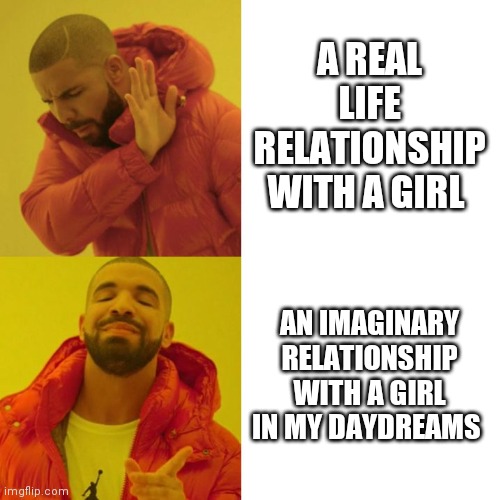 A REAL
LIFE
RELATIONSHIP
WITH A GIRL
AN IMAGINARY
RELATIONSHIP
WITH A GIRL
IN MY DAYDREAMS
imgflip.com